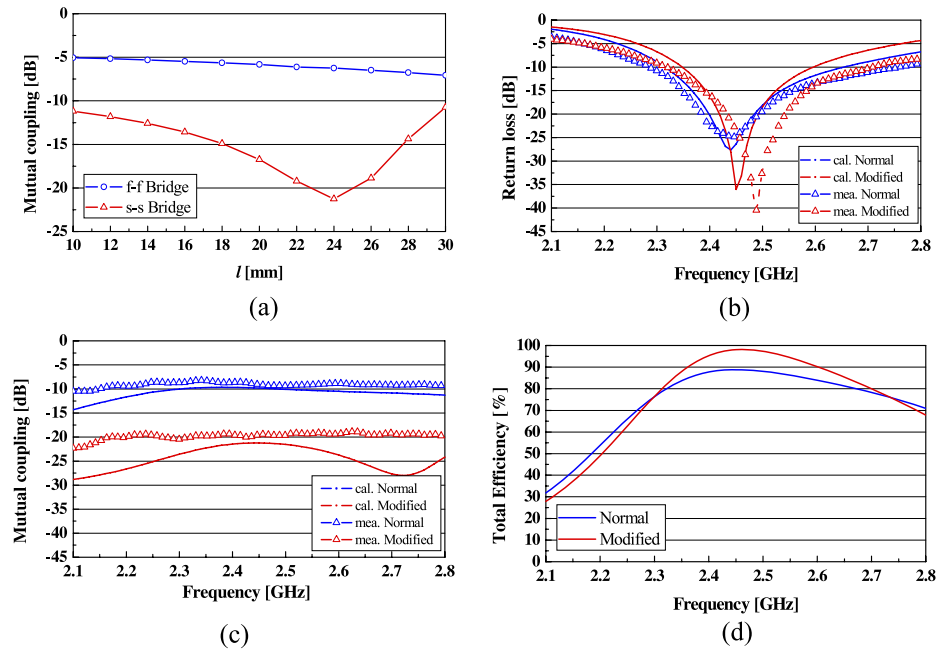 0
-5
-10
-15
-20
-25
Mutual coupling [dB]
f-f Bridge
s-s Bridge
10 12 14 16 18 20 22 24 26 28 30
l [mm]
(a)
0
-5
-10
-15
-20
-25
-30
-35
-40
-45
Return loss [dB]
cal. Normal
cal. Modified
mea. Normal
mea. Modified
2.1 2.2 2.3 2.4 2.5 2.6 2.7 2.8
Frequency [GHz]
(b)
0
-5
-10
-15
-20
-25
-30
-35
-40
-45
Mutual coupling [dB]
cal. Normal
cal. Modified
mea. Normal
mea. Modified
2.1 2.2 2.3 2.4 2.5 2.6 2.7 2.8
Frequency [GHz]
(c)
100
90
80
70
60
50
40
30
20
10
0
Total Efficiency [%]
Normal
Modified
2.1 2.2 2.3 2.4 2.5 2.6 2.7 2.8
Frequency [GHz]
(d)